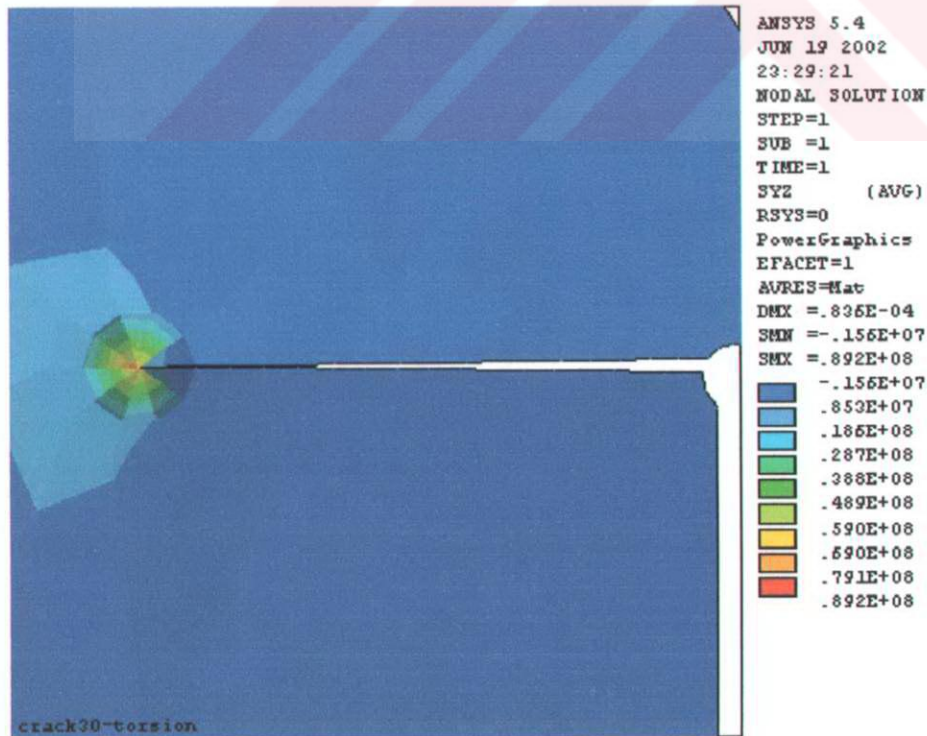 ANSYS 5.4
JUN 19 2002
23:29:21
NODAL SOLUTION
STEP=1
SUB =1
TIME=1
SYZ (AVG)
RSYS=0
PowerGraphics
EFACET=1
AVRES=Mat
DMX =.836E-04
SMN =-.156E+07
SMX =.892E+08
-.156E+07
.853E+07
.186E+08
.287E+08
.388E+08
.489E+08
.590E+08
.690E+08
.791E+08
.892E+08
crack30-torsion